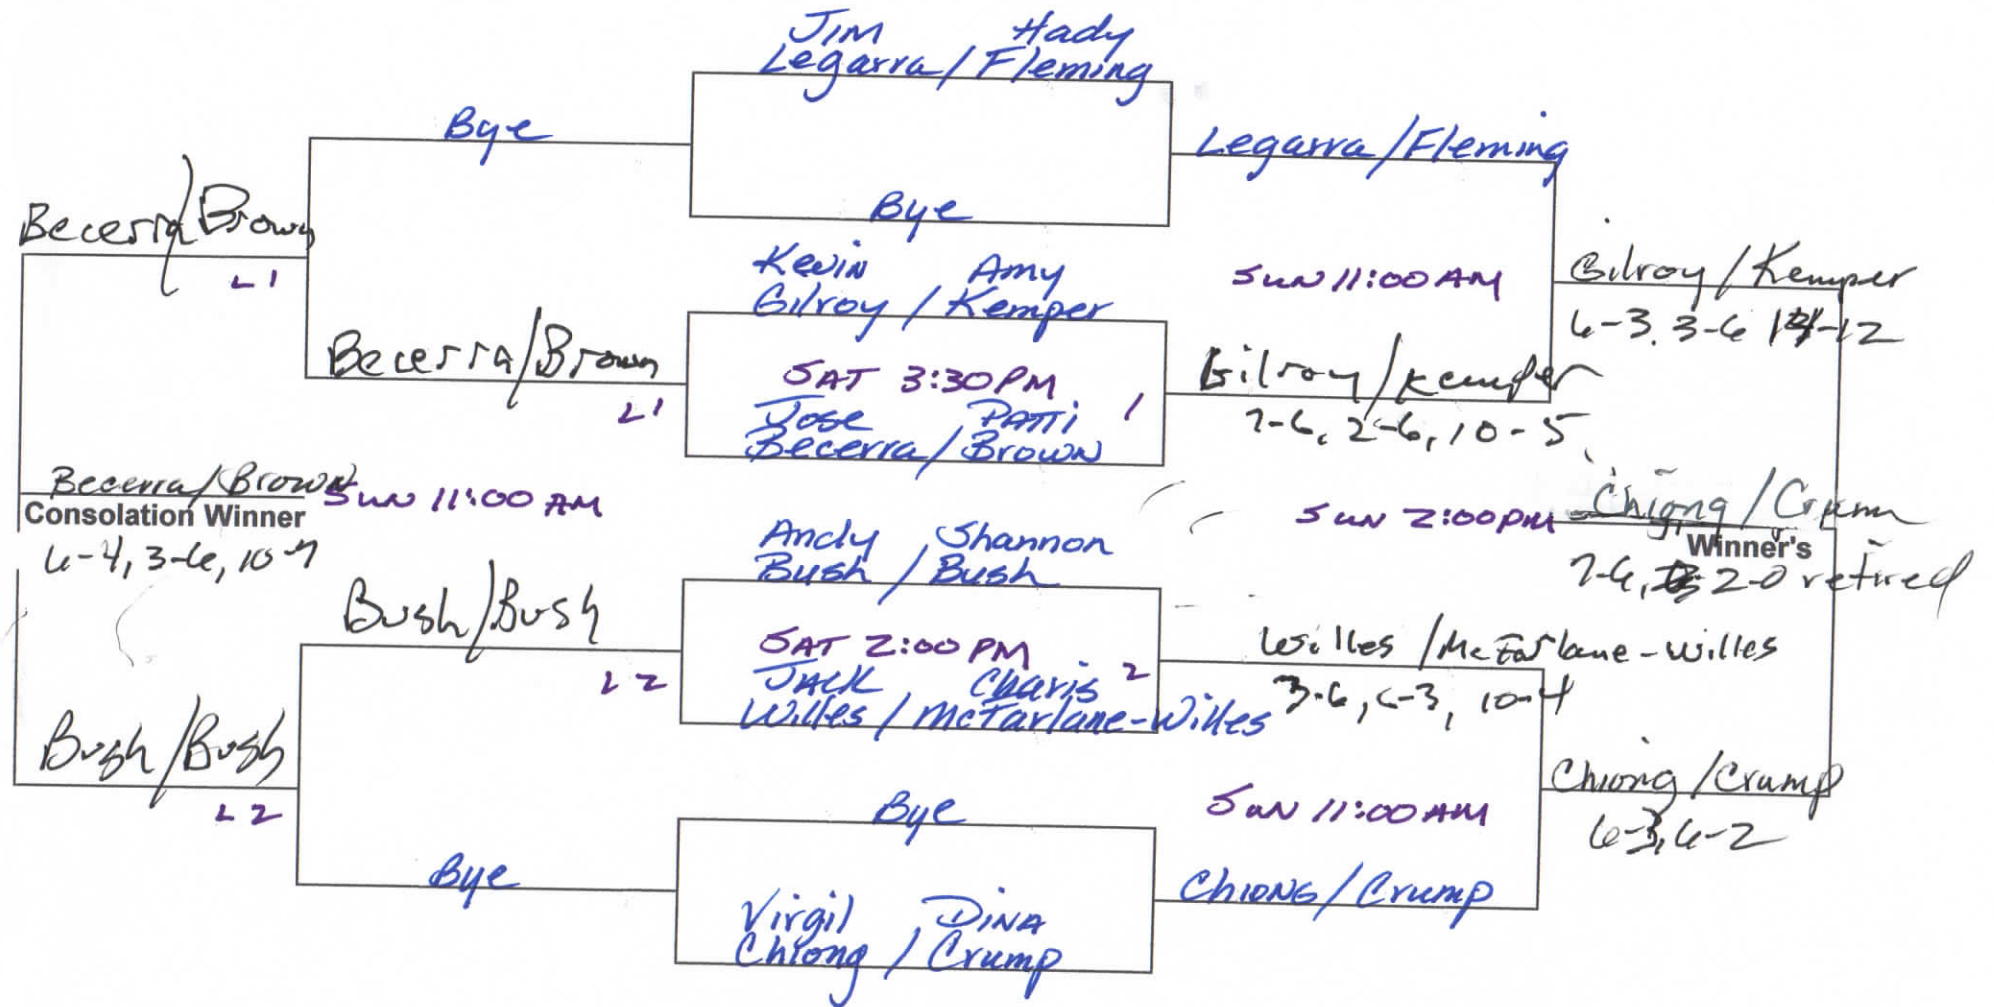 Jim Hady
Legarra / Fleming
Bye
Legarra / Fleming
Becerra / Brown
L1
Bye
Kevin Amy
Gilroy / Kemper
Sun 11:00 AM
Gilroy / Kemper
6-3, 3-6 14-12
Becerra / Brown
L1
SAT 3:30 PM
Jose Patti 1
Becerra / Brown
Gilroy / Kemper
7-6, 2-6, 10-5
Becerra / Brown
Consolation Winner
6-4, 3-6, 10-7
Sun 11:00 AM
Sun 2:00 PM
Chiong / Crump
Winner's
7-6, 2-0 retired
Andy Shannon
Bush / Bush
Bush / Bush
L2
SAT 2:00 PM
Jack Charis 2
Willes / McFarlane-Willes
Willes / McFarlane-Willes
3-6, 6-3, 10-4
Bush / Bush
L2
Bye
Sun 11:00 AM
Chiong / Crump
6-3, 6-2
Bye
Virgil Dina
Chiong / Crump
Chiong / Crump